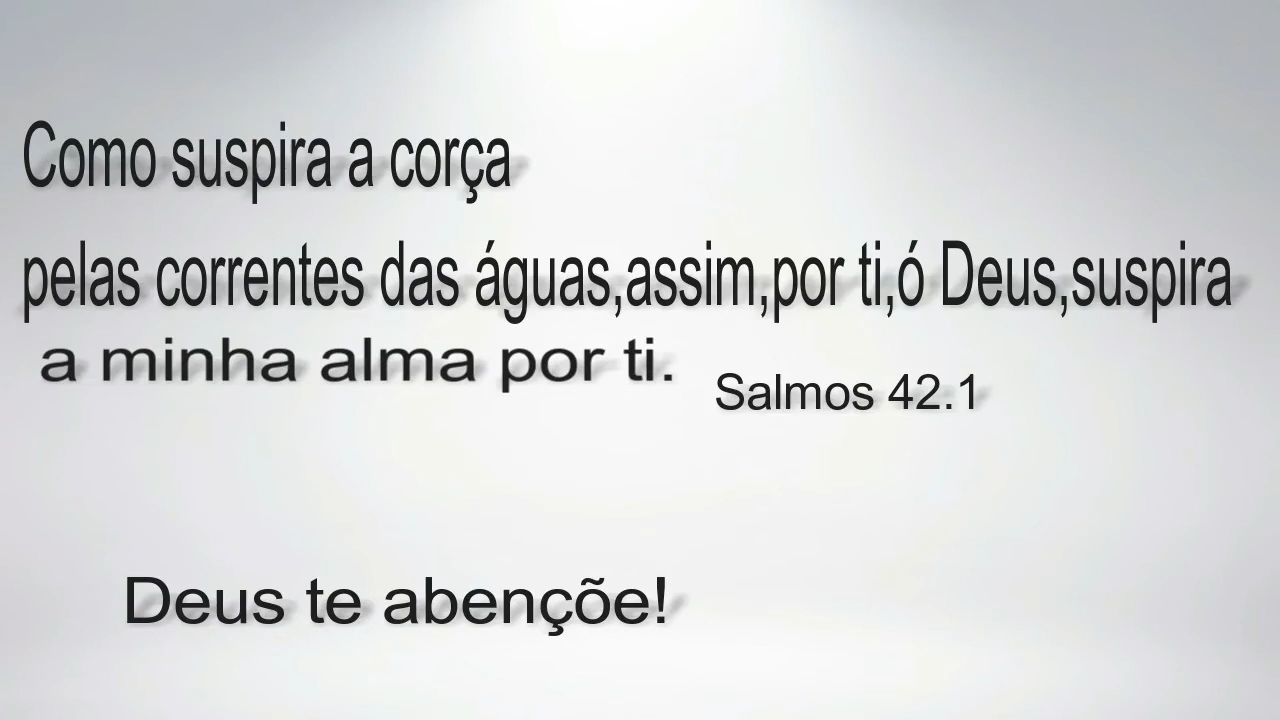 Como suspira a corça
pelas correntes das águas,assim,por ti,ó Deus,suspira
a minha alma por ti.
Salmos 42.1
Deus te abençõe!